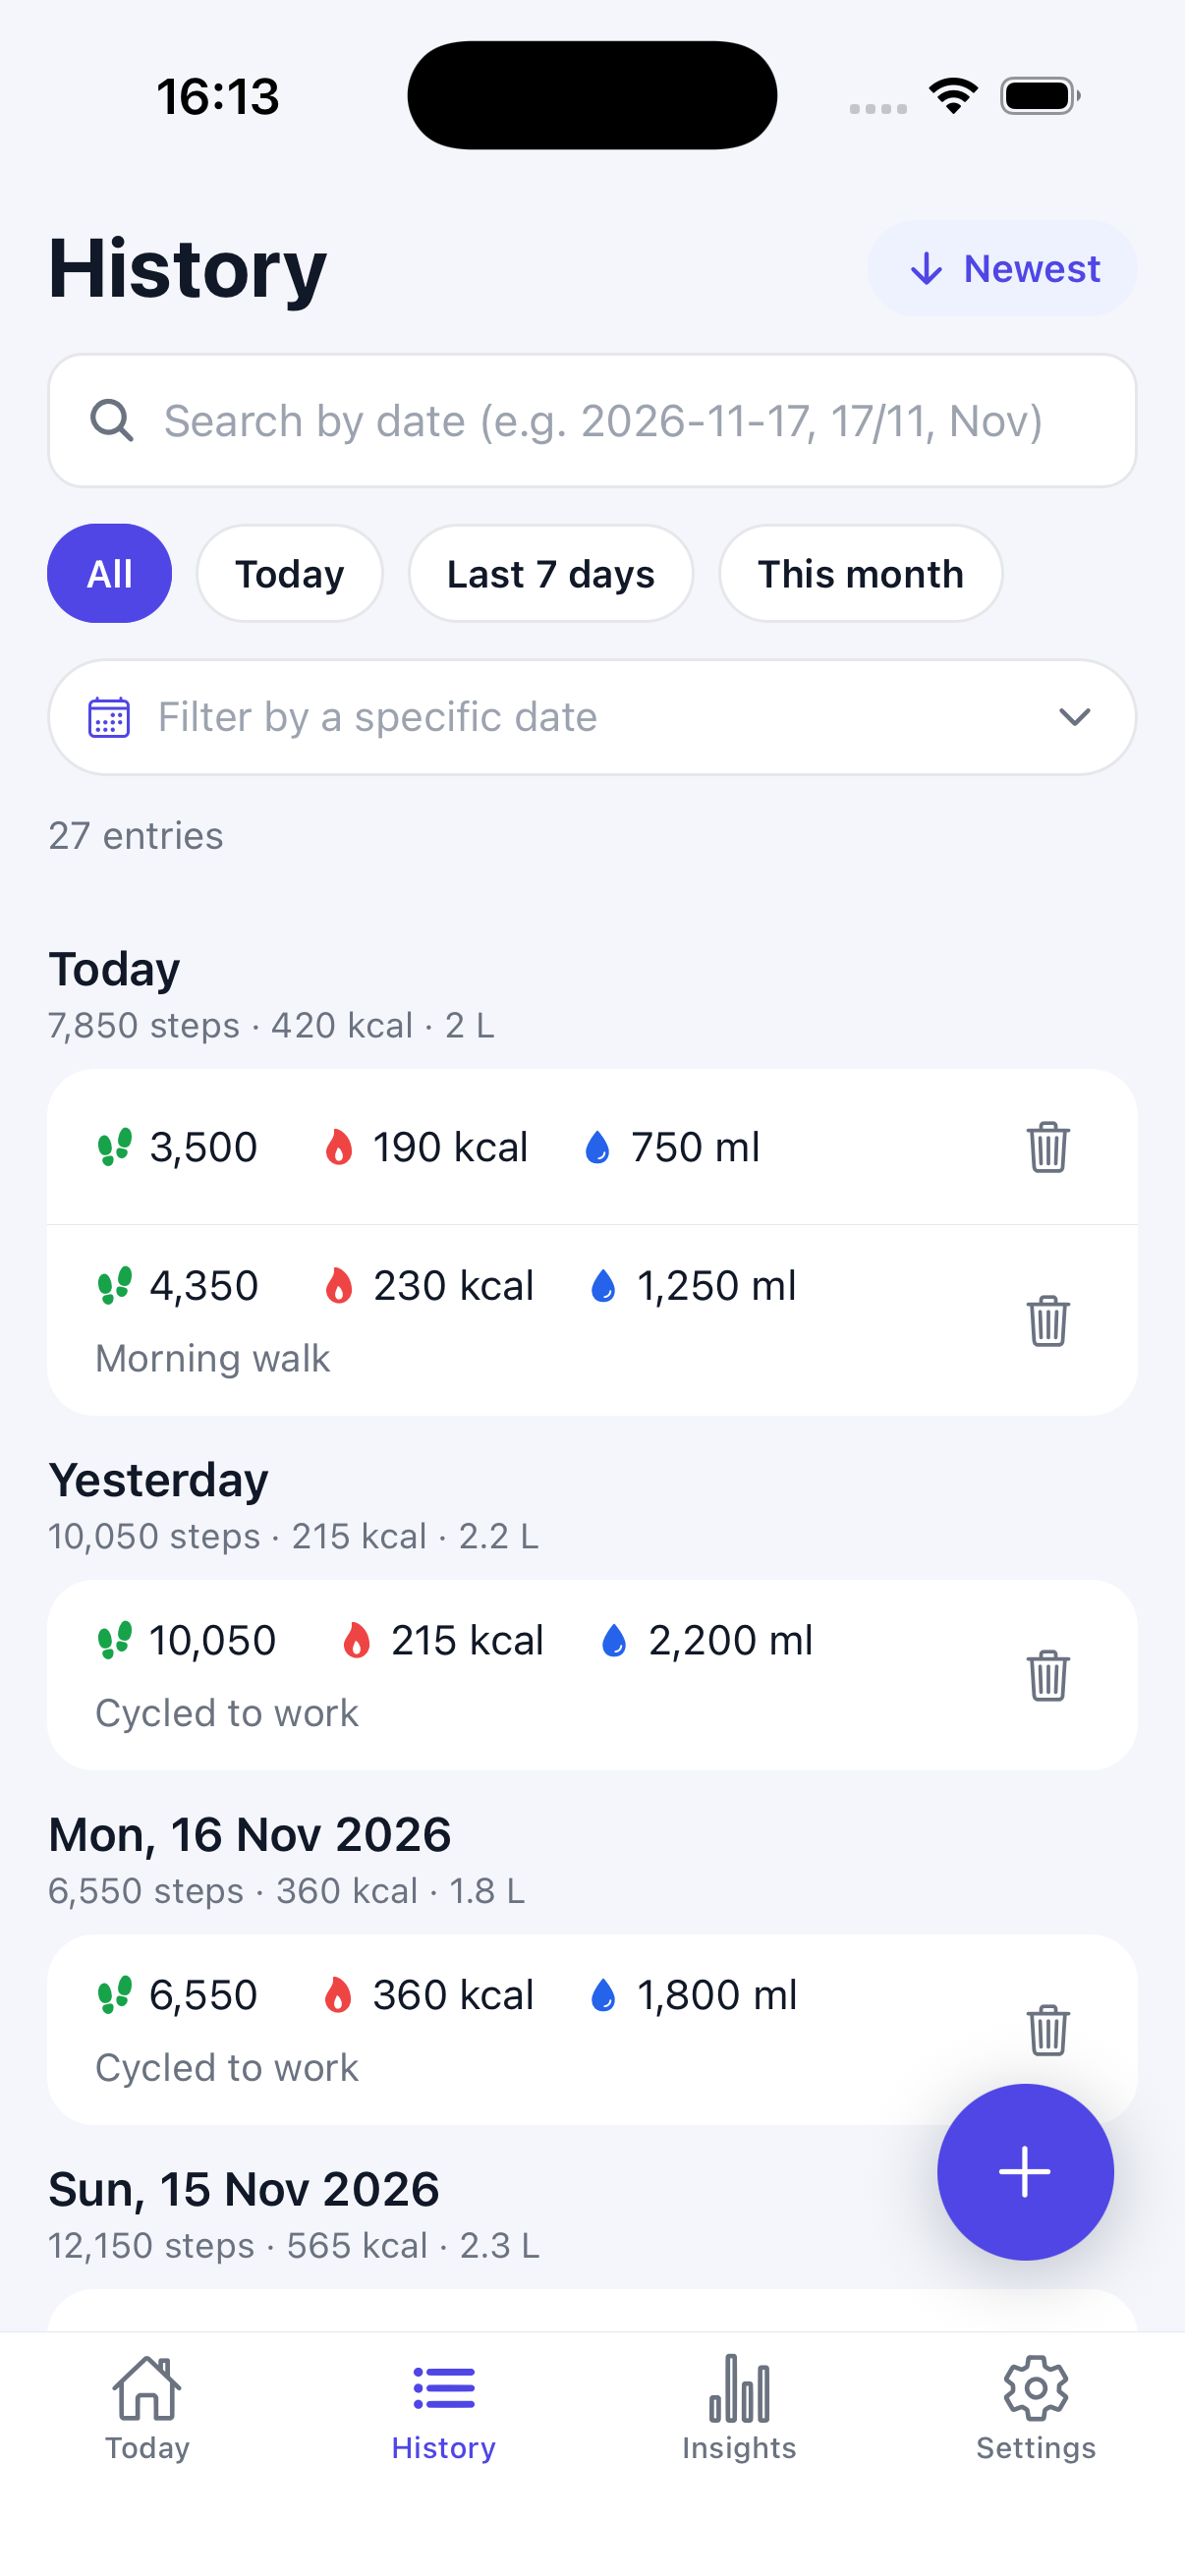 16:13
History
Newest
Search by date (e.g. 2026-11-17, 17/11, Nov)
All Today Last 7 days This month
Filter by a specific date
27 entries
Today
7,850 steps · 420 kcal · 2 L
3,500 190 kcal 750 ml
4,350 230 kcal 1,250 ml
Morning walk
Yesterday
10,050 steps · 215 kcal · 2.2 L
10,050 215 kcal 2,200 ml
Cycled to work
Mon, 16 Nov 2026
6,550 steps · 360 kcal · 1.8 L
6,550 360 kcal 1,800 ml
Cycled to work
Sun, 15 Nov 2026
12,150 steps · 565 kcal · 2.3 L
Today History Insights Settings